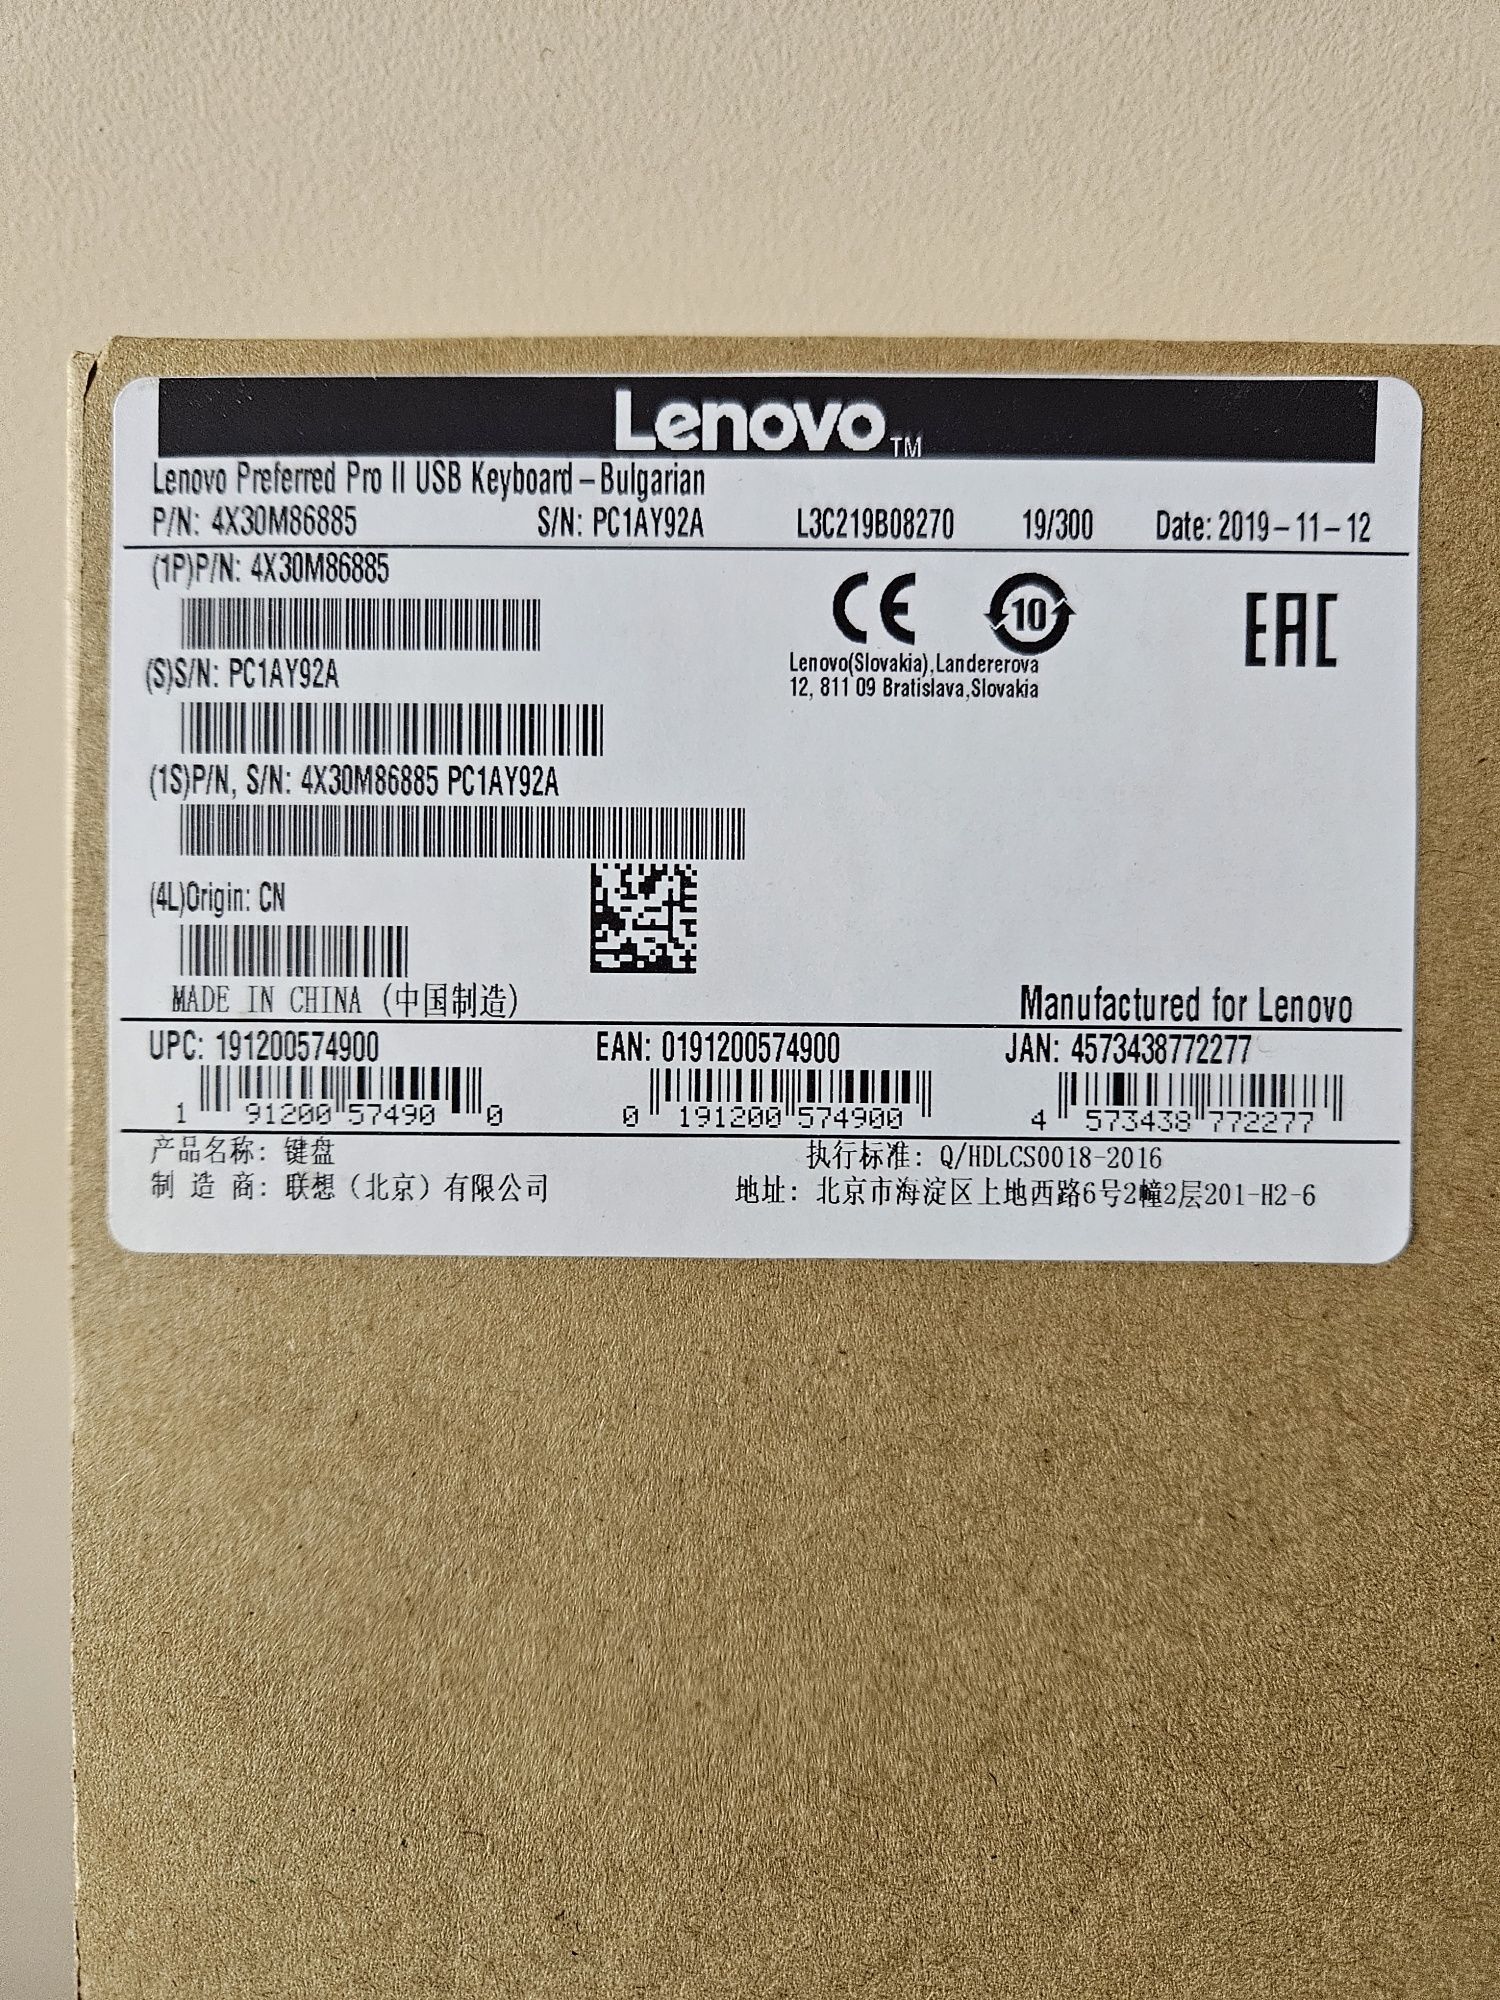 Lenovo TM
Lenovo Preferred Pro II USB Keyboard – Bulgarian
P/N: 4X30M86885 S/N: PC1AY92A L3C219B08270 19/300 Date: 2019 – 11 – 12
(1P)P/N: 4X30M86885
CE 10 EAC
Lenovo(Slovakia),Landererova
12, 811 09 Bratislava,Slovakia
(S)S/N: PC1AY92A
(1S)P/N, S/N: 4X30M86885 PC1AY92A
(4L)Origin: CN
MADE IN CHINA (中国制造)
Manufactured for Lenovo
UPC: 191200574900 EAN: 0191200574900 JAN: 4573438772277
1 91200 57490 0 0 191200 574900 4 573438 772277
产品名称: 键盘 执行标准: Q/HDLCS0018-2016
制 造 商: 联想（北京）有限公司 地址: 北京市海淀区上地西路6号2幢2层201-H2-6